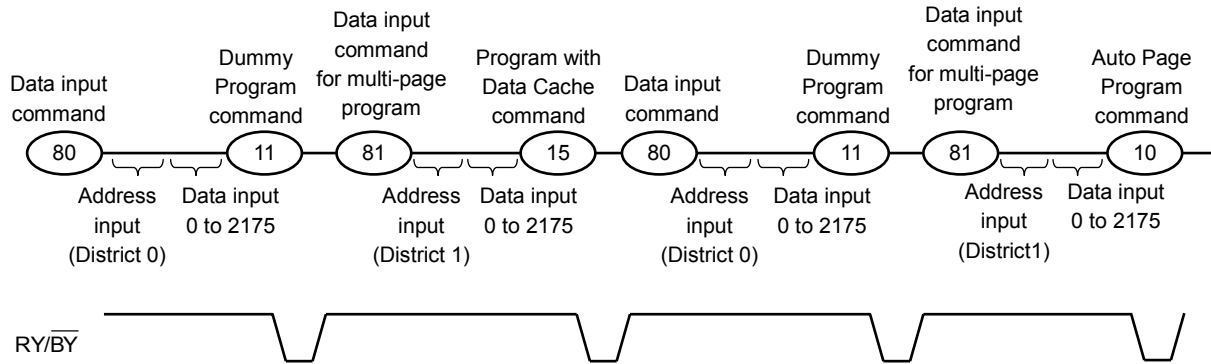 Data input
command
Dummy
Program
command
Data input
command
for multi-page
program
Program with
Data Cache
command
Data input
command
Dummy
Program
command
Data input
command
for multi-page
program
Auto Page
Program
command
80
11
81
15
80
11
81
10
Address
input
(District 0)
Data input
0 to 2175
Address
input
(District 1)
Data input
0 to 2175
Address
input
(District 0)
Data input
0 to 2175
Address
input
(District1)
Data input
0 to 2175
RY/BY